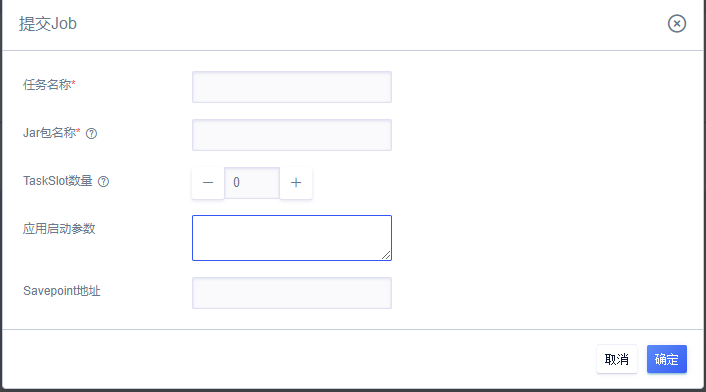 提交Job
任务名称*
Jar包名称*
TaskSlot数量
0
应用启动参数
Savepoint地址
取消 确定